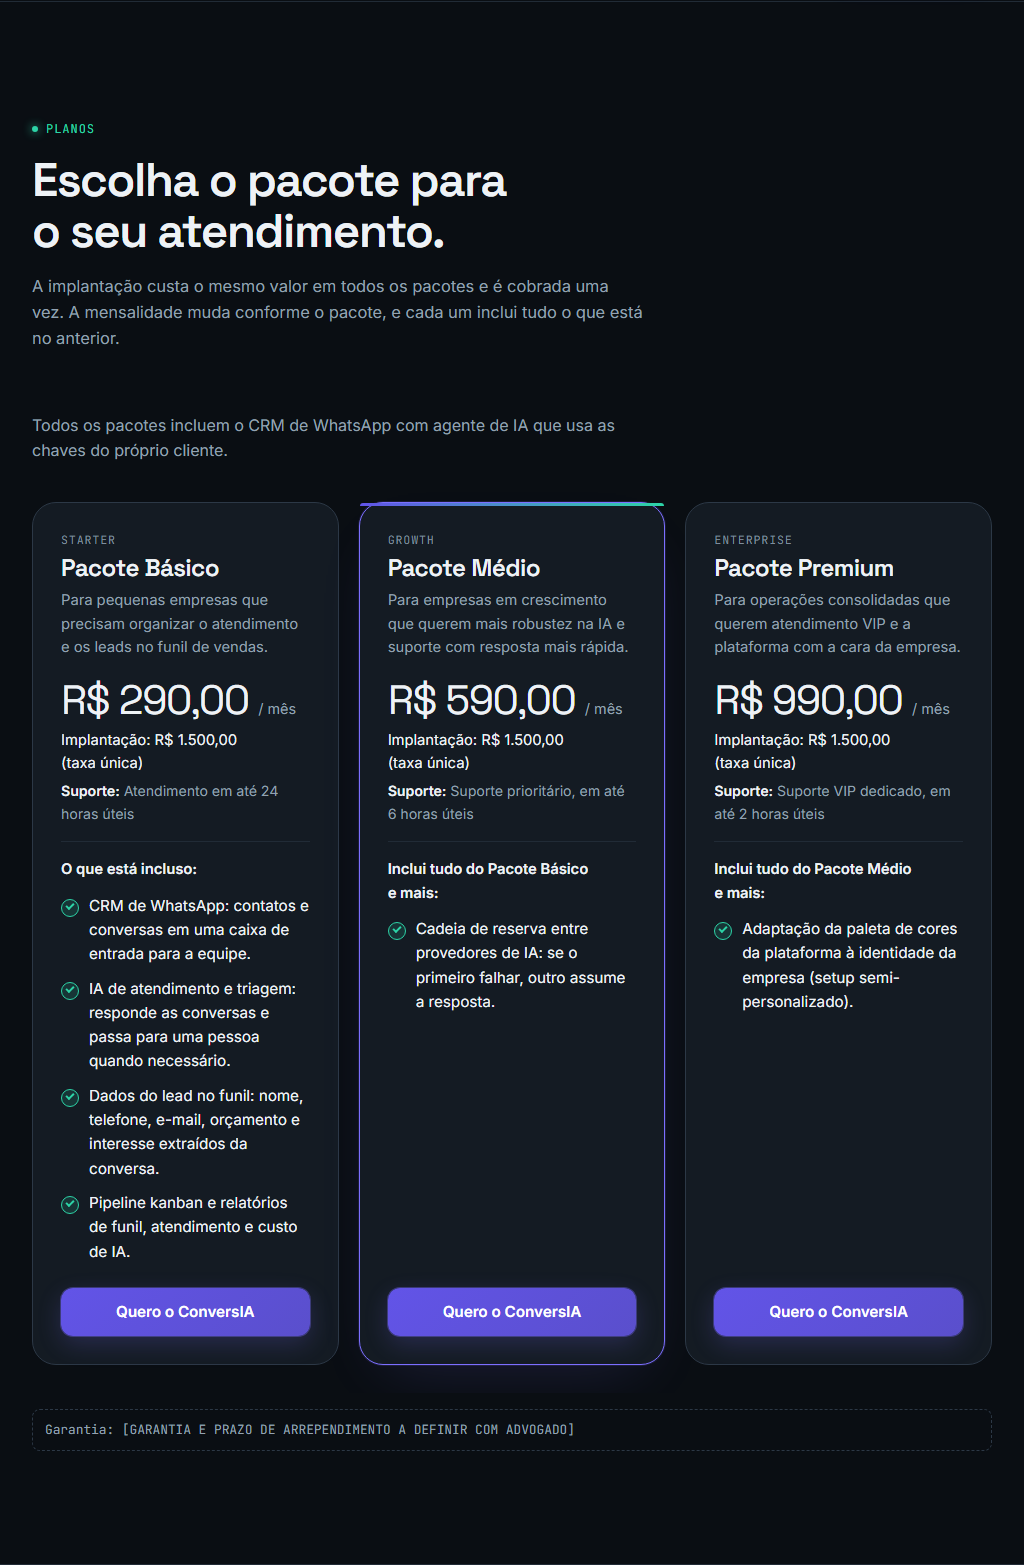 PLANOS
Escolha o pacote para
o seu atendimento.
A implantação custa o mesmo valor em todos os pacotes e é cobrada uma
vez. A mensalidade muda conforme o pacote, e cada um inclui tudo o que está
no anterior.
Todos os pacotes incluem o CRM de WhatsApp com agente de IA que usa as
chaves do próprio cliente.
STARTER
Pacote Básico
Para pequenas empresas que
precisam organizar o atendimento
e os leads no funil de vendas.
R$ 290,00 / mês
Implantação: R$ 1.500,00
(taxa única)
Suporte: Atendimento em até 24
horas úteis
O que está incluso:
CRM de WhatsApp: contatos e
conversas em uma caixa de
entrada para a equipe.
IA de atendimento e triagem:
responde as conversas e
passa para uma pessoa
quando necessário.
Dados do lead no funil: nome,
telefone, e-mail, orçamento e
interesse extraídos da
conversa.
Pipeline kanban e relatórios
de funil, atendimento e custo
de IA.
Quero o ConversIA
GROWTH
Pacote Médio
Para empresas em crescimento
que querem mais robustez na IA e
suporte com resposta mais rápida.
R$ 590,00 / mês
Implantação: R$ 1.500,00
(taxa única)
Suporte: Suporte prioritário, em até
6 horas úteis
Inclui tudo do Pacote Básico
e mais:
Cadeia de reserva entre
provedores de IA: se o
primeiro falhar, outro assume
a resposta.
Quero o ConversIA
ENTERPRISE
Pacote Premium
Para operações consolidadas que
querem atendimento VIP e a
plataforma com a cara da empresa.
R$ 990,00 / mês
Implantação: R$ 1.500,00
(taxa única)
Suporte: Suporte VIP dedicado, em
até 2 horas úteis
Inclui tudo do Pacote Médio
e mais:
Adaptação da paleta de cores
da plataforma à identidade da
empresa (setup semi-
personalizado).
Quero o ConversIA
Garantia: [GARANTIA E PRAZO DE ARREPENDIMENTO A DEFINIR COM ADVOGADO]